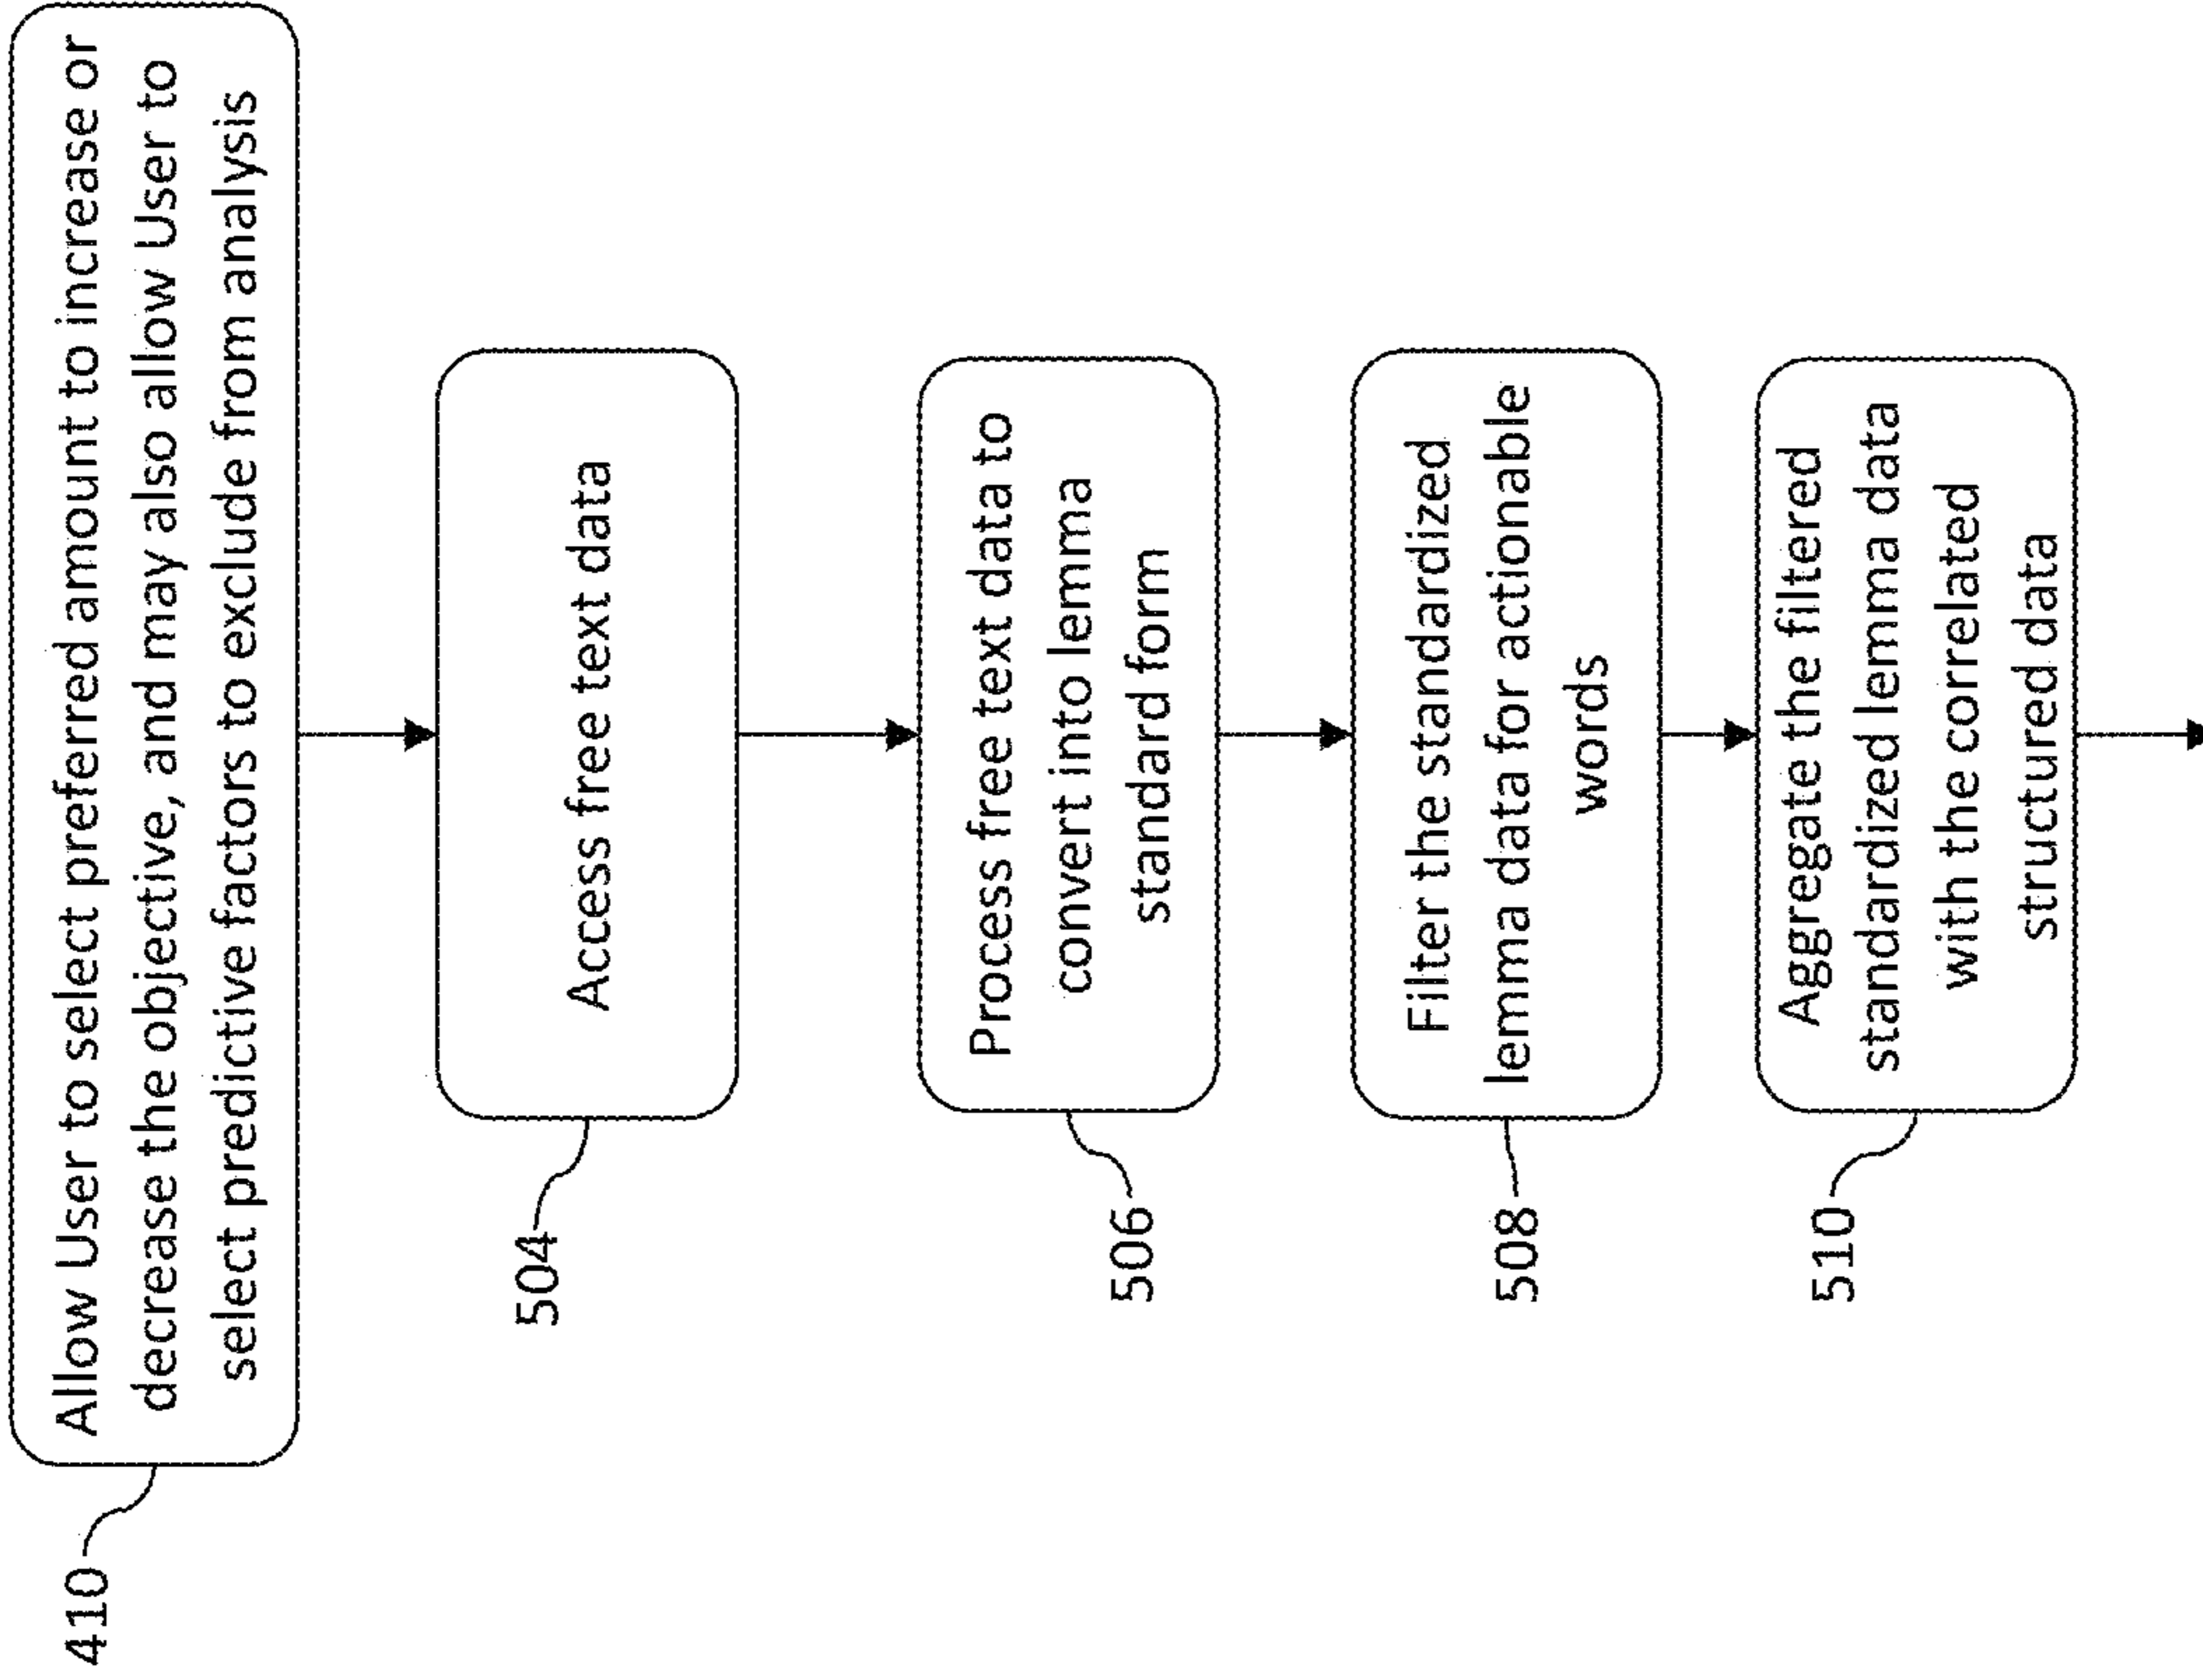 410
Allow User to select preferred amount to increase or
decrease the objective, and may also allow User to
select predictive factors to exclude from analysis
504
Access free text data
506
Process free text data to
convert into lemma
standard form
508
Filter the standardized
lemma data for actionable
words
510
Aggregate the filtered
standardized lemma data
with the correlated
structured data